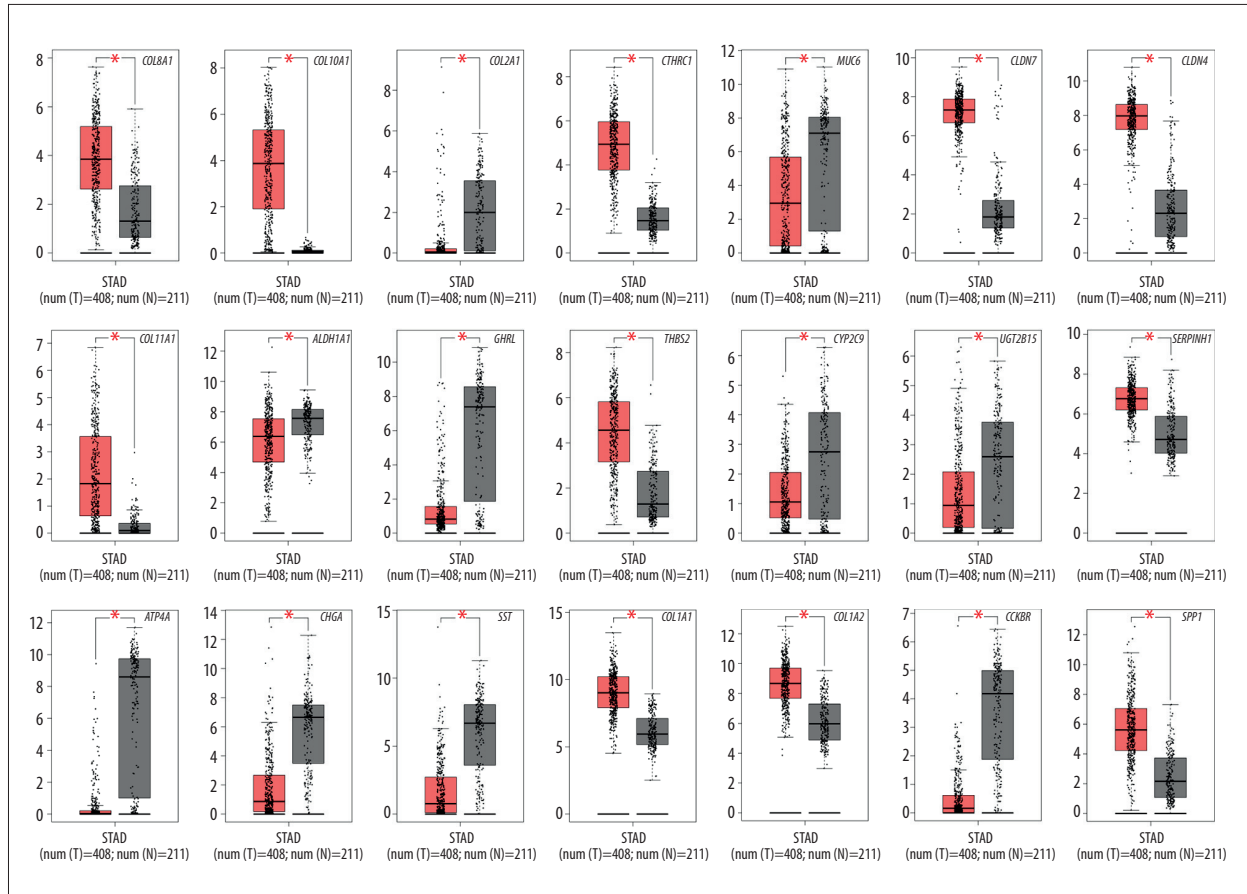 COL8A1
8
6
4
2
0
STAD
(num (T)=408; num (N)=211)
COL10A1
8
6
4
2
0
STAD
(num (T)=408; num (N)=211)
COL2A1
8
6
4
2
0
STAD
(num (T)=408; num (N)=211)
CTHRC1
8
6
4
2
0
STAD
(num (T)=408; num (N)=211)
MUC6
12
10
8
6
4
2
0
STAD
(num (T)=408; num (N)=211)
CLDN7
10
8
6
4
2
0
STAD
(num (T)=408; num (N)=211)
CLDN4
10
8
6
4
2
0
STAD
(num (T)=408; num (N)=211)
COL11A1
7
6
5
4
3
2
1
0
STAD
(num (T)=408; num (N)=211)
ALDH1A1
12
10
8
6
4
2
0
STAD
(num (T)=408; num (N)=211)
GHRL
10
8
6
4
2
0
STAD
(num (T)=408; num (N)=211)
THBS2
8
6
4
2
0
STAD
(num (T)=408; num (N)=211)
CYP2C9
6
5
4
3
2
1
0
STAD
(num (T)=408; num (N)=211)
UGT2B15
6
5
4
3
2
1
0
STAD
(num (T)=408; num (N)=211)
SERPINH1
10
8
6
4
2
0
STAD
(num (T)=408; num (N)=211)
ATP4A
12
10
8
6
4
2
0
STAD
(num (T)=408; num (N)=211)
CHGA
14
12
10
8
6
4
2
0
STAD
(num (T)=408; num (N)=211)
SST
15
10
5
0
STAD
(num (T)=408; num (N)=211)
COL1A1
15
10
5
0
STAD
(num (T)=408; num (N)=211)
COL1A2
12
10
8
6
4
2
0
STAD
(num (T)=408; num (N)=211)
CCKBR
7
6
5
4
3
2
1
0
STAD
(num (T)=408; num (N)=211)
SPP1
12
10
8
6
4
2
0
STAD
(num (T)=408; num (N)=211)